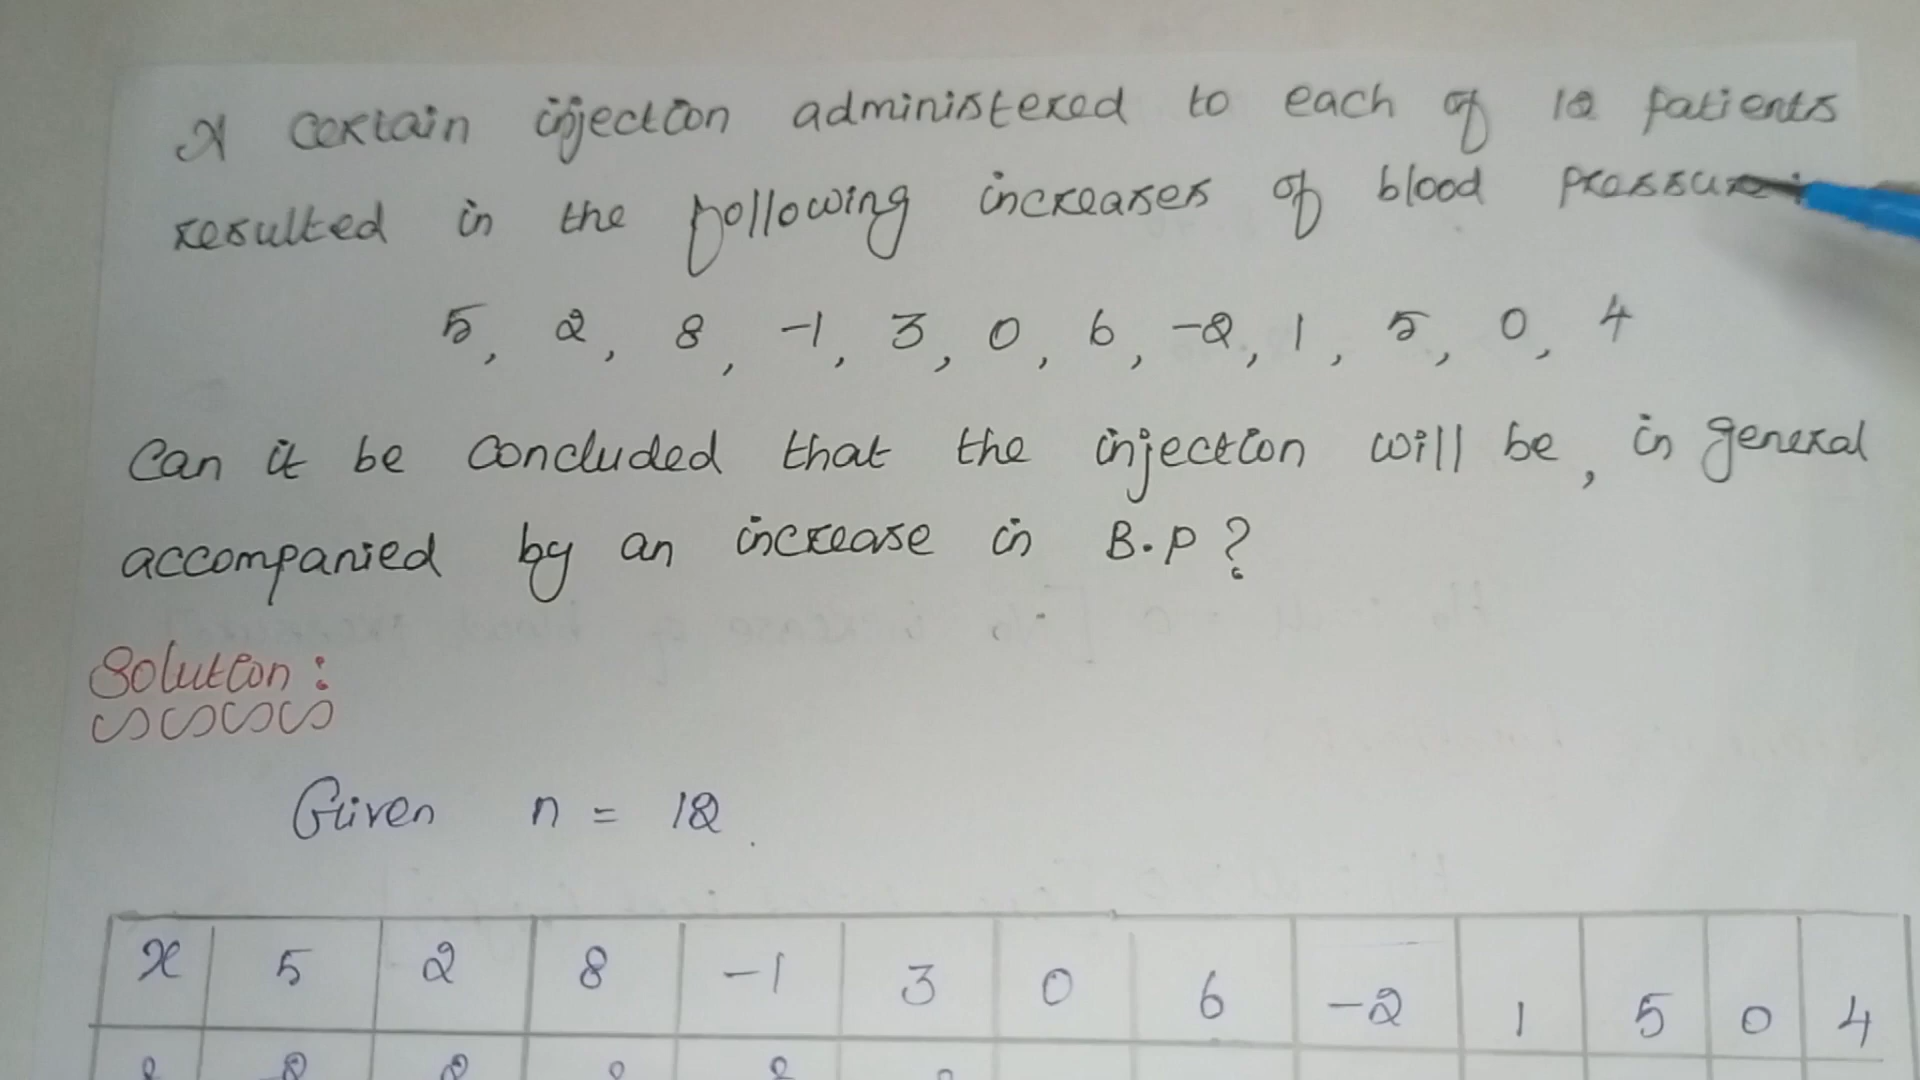 A certain injection administered to each of 12 patients
resulted in the following increases of blood pressure
5, 2, 8, -1, 3, 0, 6, -2, 1, 5, 0, 4
Can it be concluded that the injection will be, in general
accompanied by an increase in B.P?
Solution:
Given n = 12.
x 5 2 8 -1 3 0 6 -2 1 5 0 4